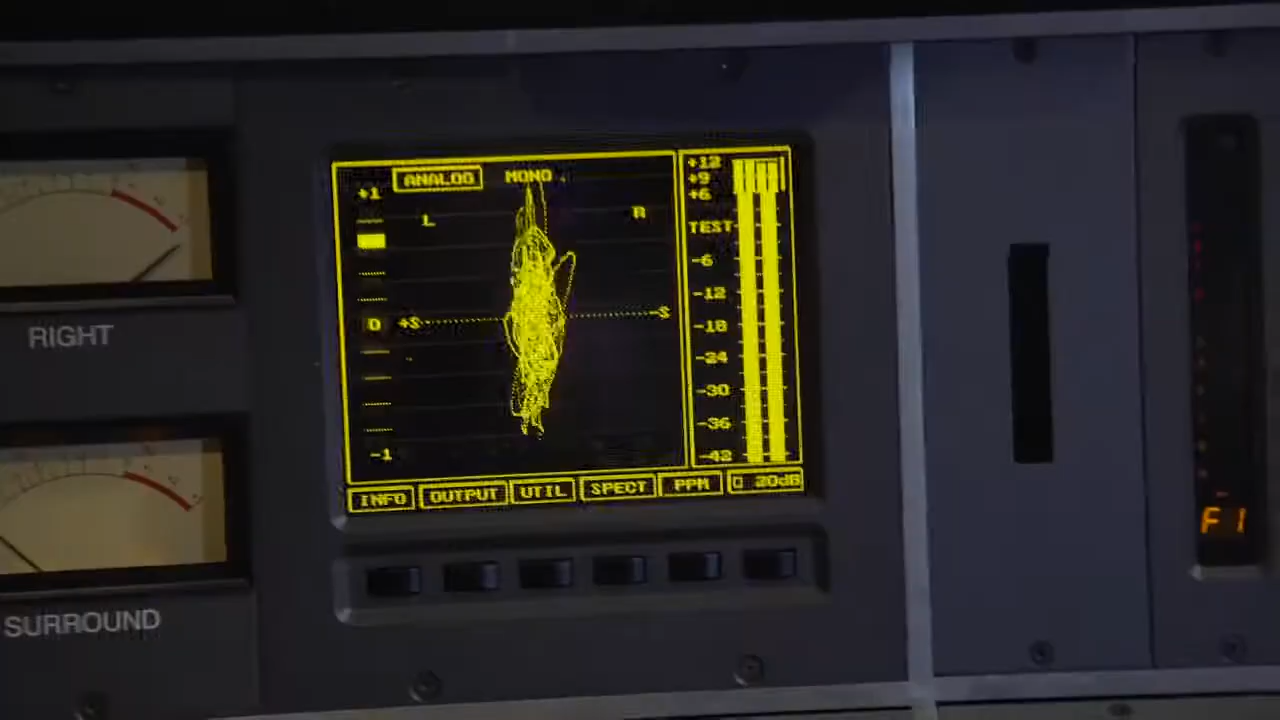 ANALOG MONO
+1
L R
0 +S -S
-1
+12
+9
+6
TEST
-6
-12
-18
-24
-30
-36
-42
INFO OUTPUT UTIL SPECT PPM 20dB
RIGHT
SURROUND
F1